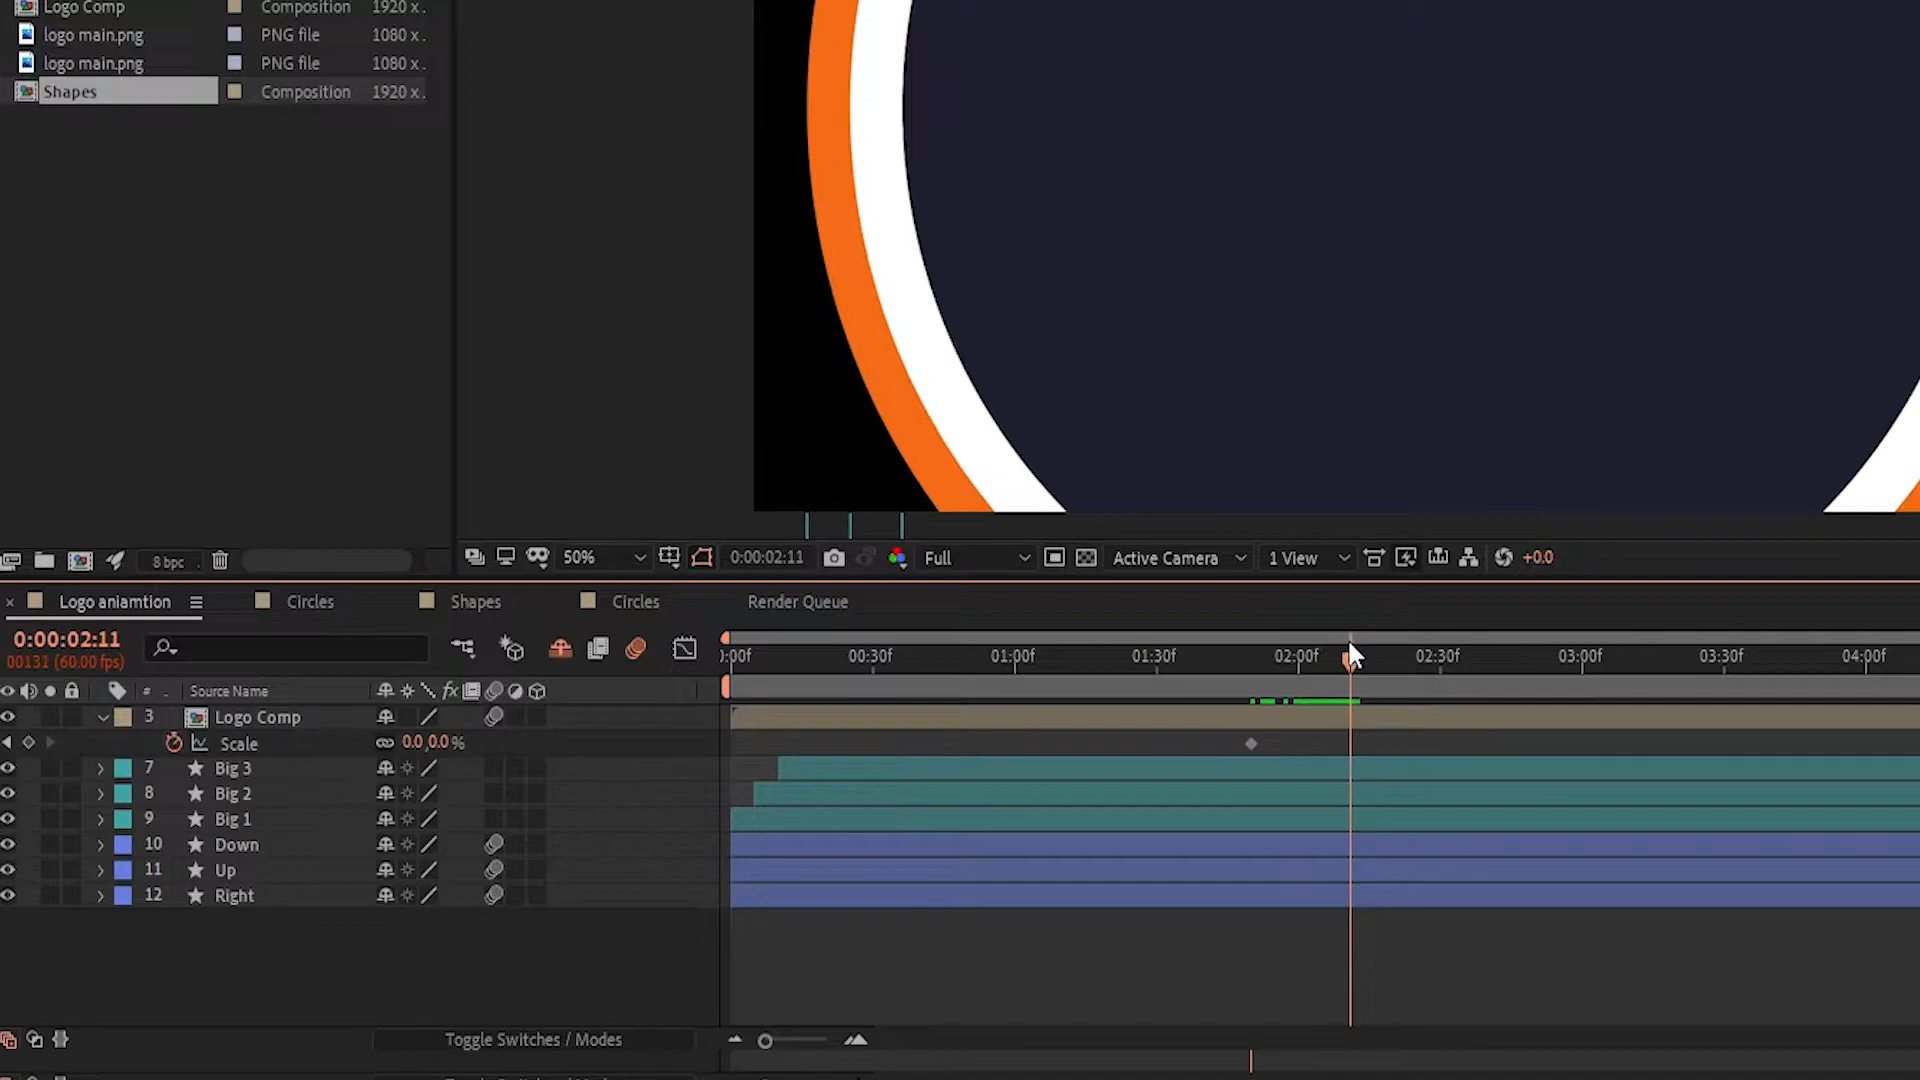 Logo Comp Composition 1920 x .
logo main.png PNG file 1080 x .
logo main.png PNG file 1080 x .
Shapes Composition 1920 x .
8 bpc 50% 0:00:02:11 Full Active Camera 1 View +0.0
× Logo aniamtion Circles Shapes Circles Render Queue
0:00:02:11
00131 (60.00 fps)
):00f 00:30f 01:00f 01:30f 02:00f 02:30f 03:00f 03:30f 04:00f
# . Source Name fx
3 Logo Comp
Scale 0.0,0.0 %
7 Big 3
8 Big 2
9 Big 1
10 Down
11 Up
12 Right
Toggle Switches / Modes